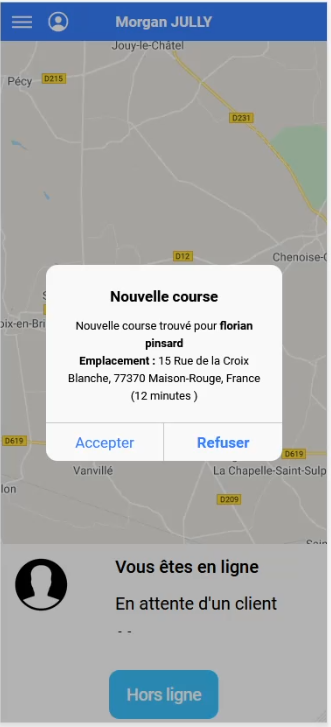 Morgan JULLY
Jouy-le-Châtel
Pécy
D215
D231
D12
Chenoise-
Nouvelle course
Nouvelle course trouvé pour florian
pinsard
Emplacement : 15 Rue de la Croix
Blanche, 77370 Maison-Rouge, France
(12 minutes )
oix-en-Bri
Accepter
Refuser
D619
D619
Vanvillé
La Chapelle-Saint-Sulp
lon
D209
Vous êtes en ligne
En attente d'un client
- -
Hors ligne